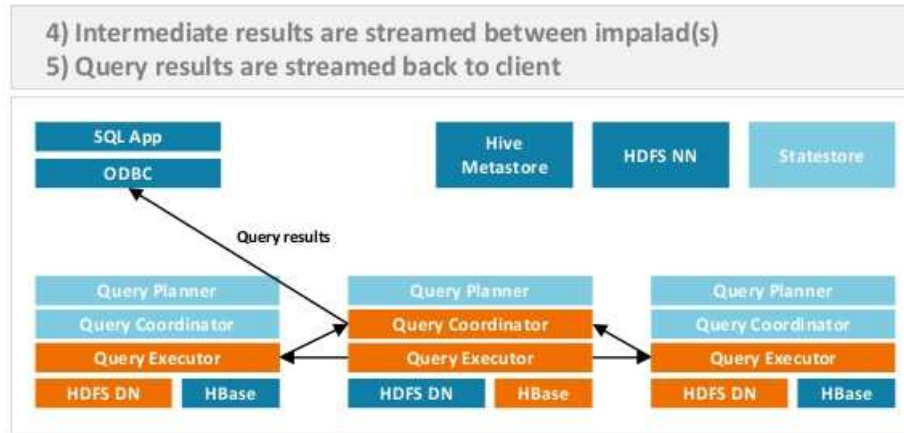 4) Intermediate results are streamed between impalad(s)
5) Query results are streamed back to client
SQL App
ODBC
Hive
Metastore
HDFS NN
Statestore
Query results
Query Planner
Query Coordinator
Query Executor
HDFS DN
HBase
Query Planner
Query Coordinator
Query Executor
HDFS DN
HBase
Query Planner
Query Coordinator
Query Executor
HDFS DN
HBase